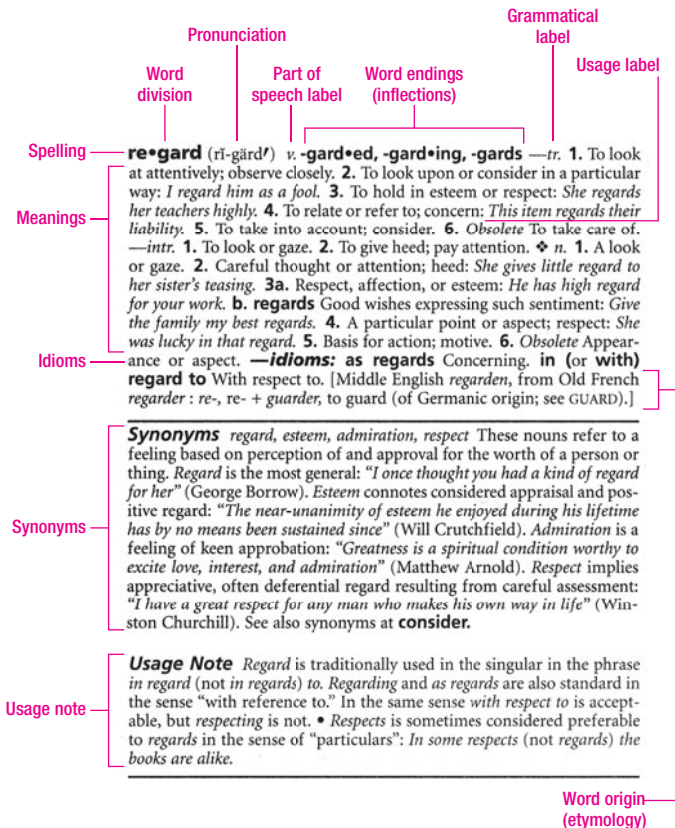 Grammatical
label
Pronunciation
Usage label
Word
division
Part of
speech label
Word endings
(inflections)
Spelling
re•gard (rĭ-gärd′) v. -gard•ed, -gard•ing, -gards —tr. 1. To look
at attentively; observe closely. 2. To look upon or consider in a particular
way: I regard him as a fool. 3. To hold in esteem or respect: She regards
her teachers highly. 4. To relate or refer to; concern: This item regards their
liability. 5. To take into account; consider. 6. Obsolete To take care of.
—intr. 1. To look or gaze. 2. To give heed; pay attention. ❖ n. 1. A look
or gaze. 2. Careful thought or attention; heed: She gives little regard to
her sister's teasing. 3a. Respect, affection, or esteem: He has high regard
for your work. b. regards Good wishes expressing such sentiment: Give
the family my best regards. 4. A particular point or aspect; respect: She
was lucky in that regard. 5. Basis for action; motive. 6. Obsolete Appear-
ance or aspect. —idioms: as regards Concerning. in (or with)
regard to With respect to. [Middle English regarden, from Old French
regarder : re-, re- + guarder, to guard (of Germanic origin; see GUARD).]
Meanings
Idioms
Synonyms regard, esteem, admiration, respect These nouns refer to a
feeling based on perception of and approval for the worth of a person or
thing. Regard is the most general: "I once thought you had a kind of regard
for her" (George Borrow). Esteem connotes considered appraisal and pos-
itive regard: "The near-unanimity of esteem he enjoyed during his lifetime
has by no means been sustained since" (Will Crutchfield). Admiration is a
feeling of keen approbation: "Greatness is a spiritual condition worthy to
excite love, interest, and admiration" (Matthew Arnold). Respect implies
appreciative, often deferential regard resulting from careful assessment:
"I have a great respect for any man who makes his own way in life" (Win-
ston Churchill). See also synonyms at consider.
Synonyms
Usage Note Regard is traditionally used in the singular in the phrase
in regard (not in regards) to. Regarding and as regards are also standard in
the sense "with reference to." In the same sense with respect to is accept-
able, but respecting is not. • Respects is sometimes considered preferable
to regards in the sense of "particulars": In some respects (not regards) the
books are alike.
Usage note
Word origin
(etymology)